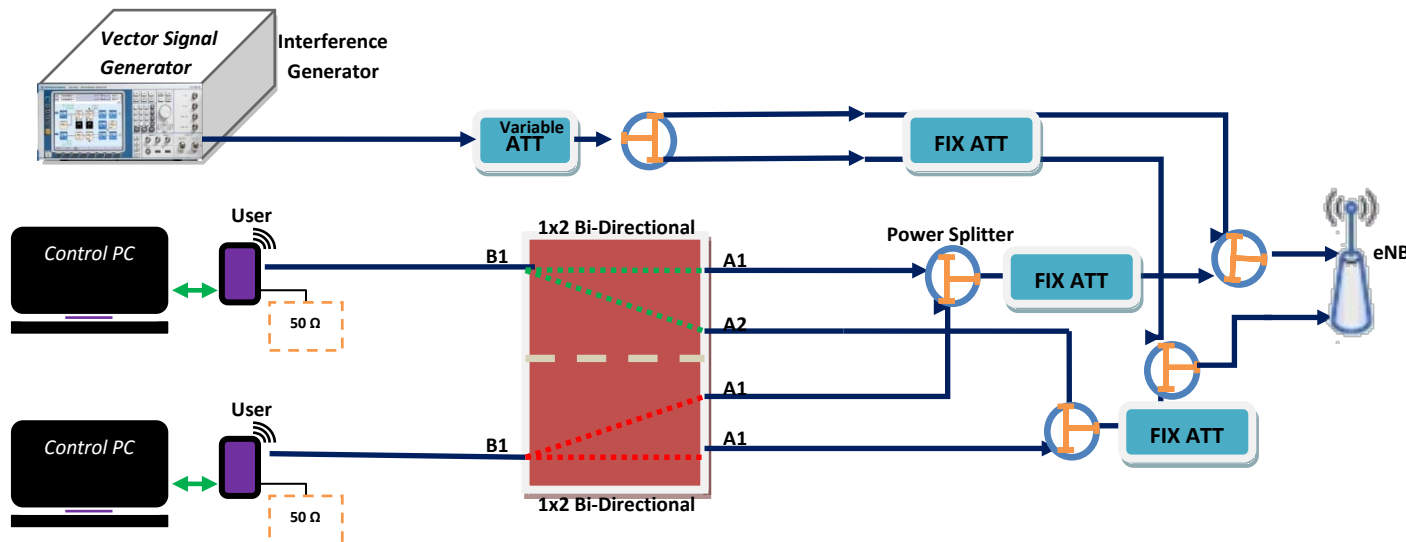 Vector Signal
Generator
Interference
Generator
Variable
ATT
FIX ATT
User
1x2 Bi-Directional
Control PC
B1
A1
Power Splitter
FIX ATT
eNB
50 Ω
A2
User
A1
Control PC
B1
A1
FIX ATT
50 Ω
1x2 Bi-Directional